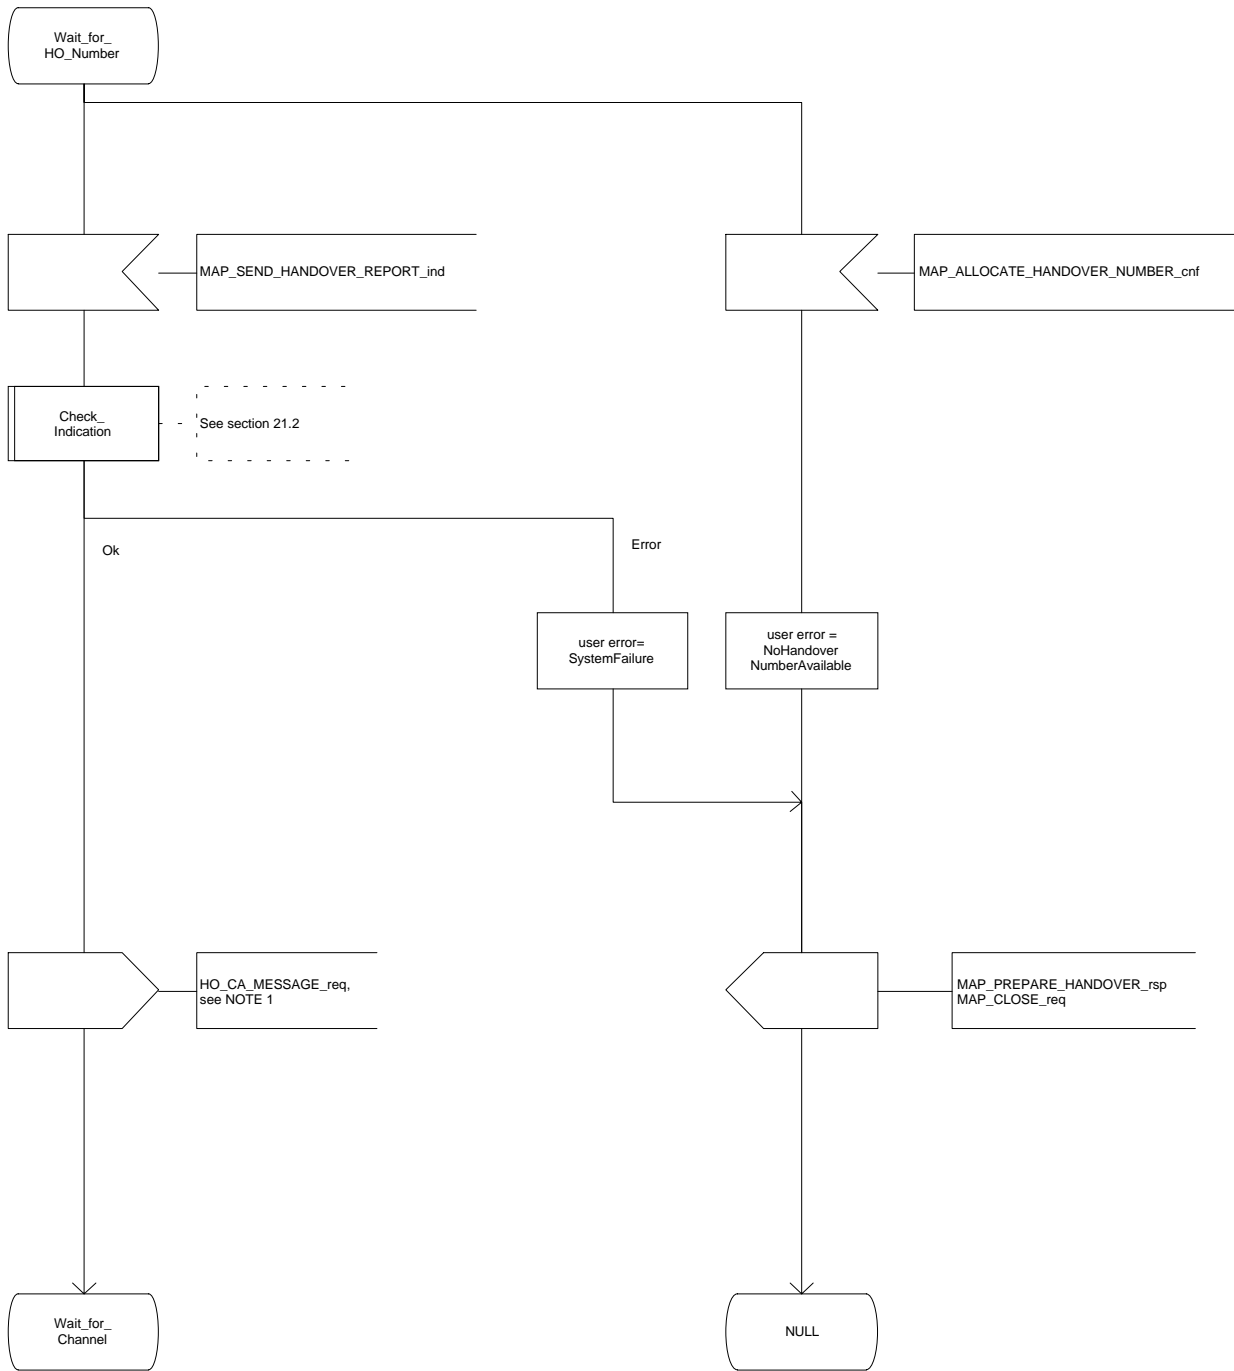 Wait_for_
HO_Number
MAP_SEND_HANDOVER_REPORT_ind
MAP_ALLOCATE_HANDOVER_NUMBER_cnf
Check_
Indication
See section 21.2
Ok
Error
user error=
SystemFailure
user error =
NoHandover
NumberAvailable
HO_CA_MESSAGE_req,
see NOTE 1
MAP_PREPARE_HANDOVER_rsp
MAP_CLOSE_req
Wait_for_
Channel
NULL